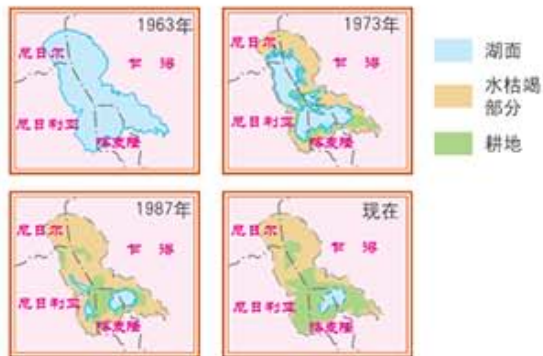 1963年
尼日尔
乍得
尼日利亚
喀麦隆
1973年
尼日尔
乍得
尼日利亚
喀麦隆
湖面
水枯竭
部分
耕地
1987年
尼日尔
乍得
尼日利亚
喀麦隆
现在
尼日尔
乍得
尼日利亚
喀麦隆